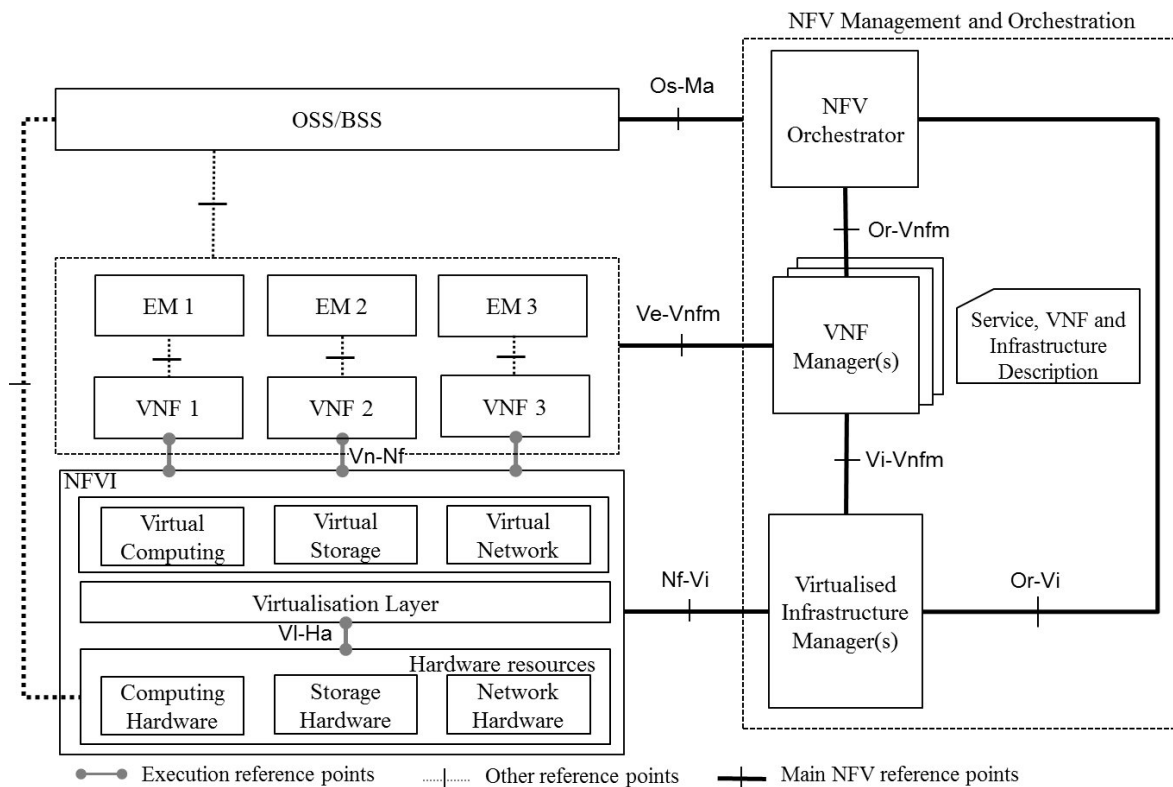 NFV Management and Orchestration
Os-Ma
OSS/BSS
NFV
Orchestrator
Or-Vnfm
EM 1
EM 2
EM 3
Ve-Vnfm
VNF
Manager(s)
Service, VNF and
Infrastructure
Description
VNF 1
VNF 2
VNF 3
Vn-Nf
Vi-Vnfm
NFVI
Virtual
Computing
Virtual
Storage
Virtual
Network
Nf-Vi
Virtualised
Infrastructure
Manager(s)
Or-Vi
Virtualisation Layer
Vl-Ha
Hardware resources
Computing
Hardware
Storage
Hardware
Network
Hardware
Execution reference points
Other reference points
Main NFV reference points